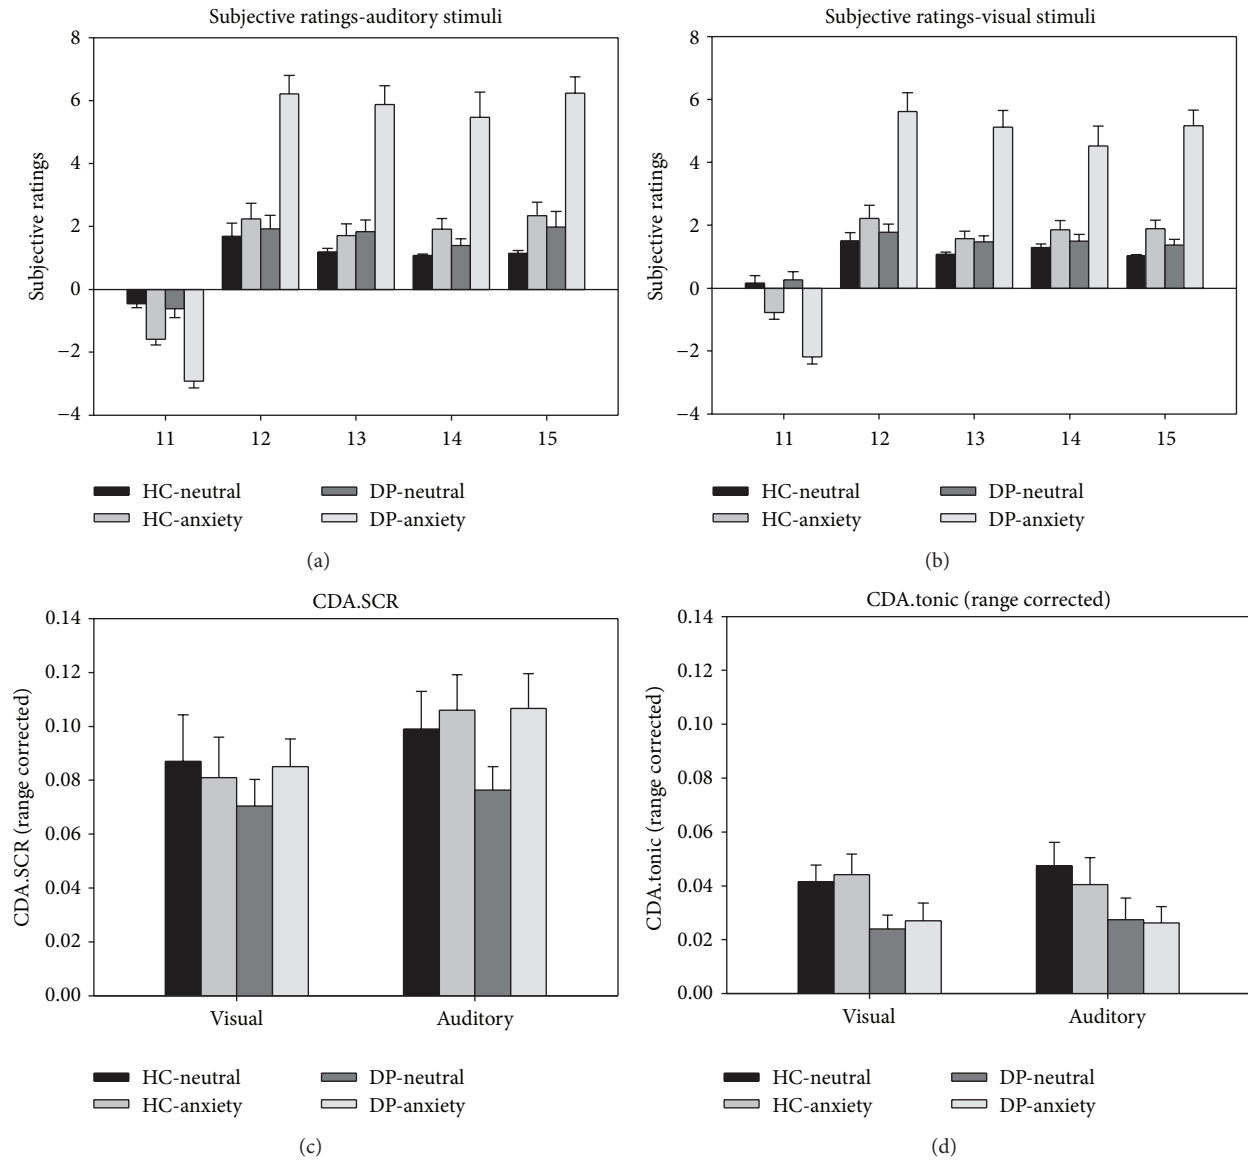 Subjective ratings-auditory stimuli
8
6
4
2
0
−2
−4
Subjective ratings
11 12 13 14 15
HC-neutral DP-neutral
HC-anxiety DP-anxiety
(a)
Subjective ratings-visual stimuli
8
6
4
2
0
−2
−4
Subjective ratings
11 12 13 14 15
HC-neutral DP-neutral
HC-anxiety DP-anxiety
(b)
CDA.SCR
0.14
0.12
0.10
0.08
0.06
0.04
0.02
0.00
CDA.SCR (range corrected)
Visual Auditory
HC-neutral DP-neutral
HC-anxiety DP-anxiety
(c)
CDA.tonic (range corrected)
0.14
0.12
0.10
0.08
0.06
0.04
0.02
0.00
CDA.tonic (range corrected)
Visual Auditory
HC-neutral DP-neutral
HC-anxiety DP-anxiety
(d)